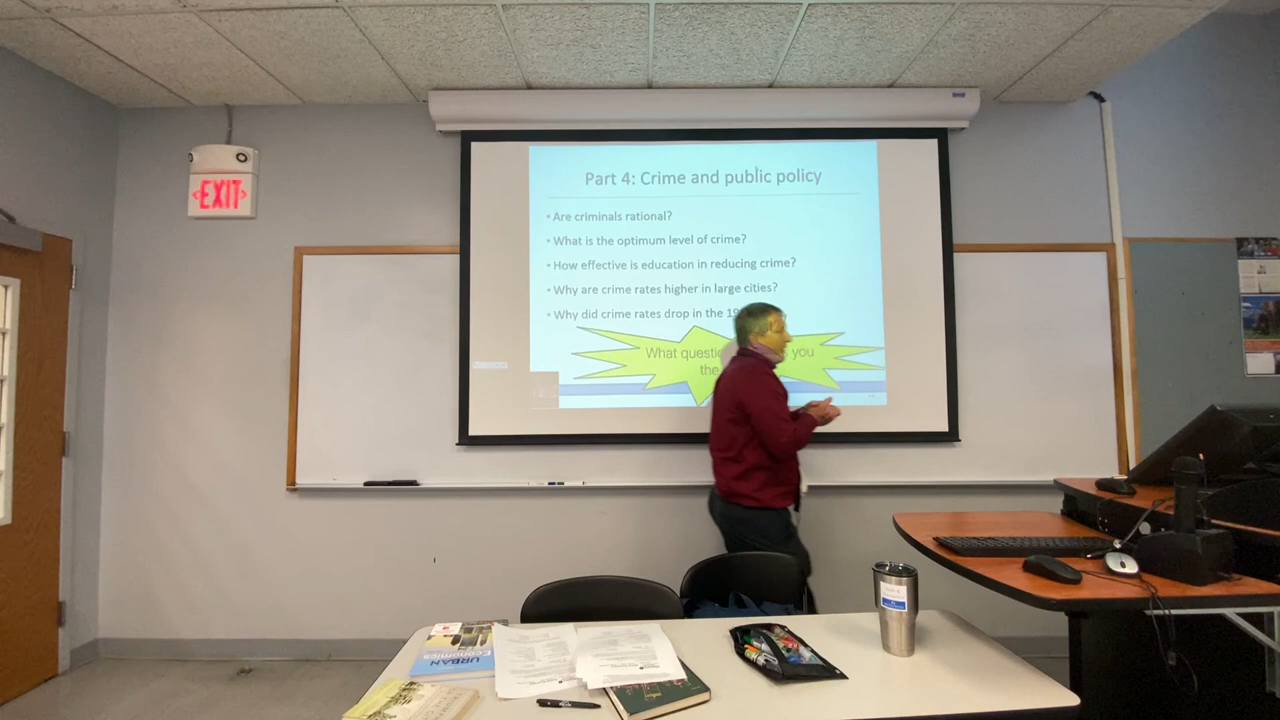 EXIT
Part 4: Crime and public policy
• Are criminals rational?
• What is the optimum level of crime?
• How effective is education in reducing crime?
• Why are crime rates higher in large cities?
• Why did crime rates drop in the 19
What you
the
URBAN
Economics